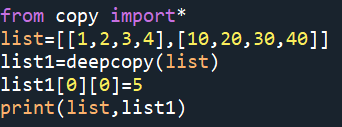 from copy import*
list=[[1,2,3,4],[10,20,30,40]]
list1=deepcopy(list)
list1[0][0]=5
print(list,list1)